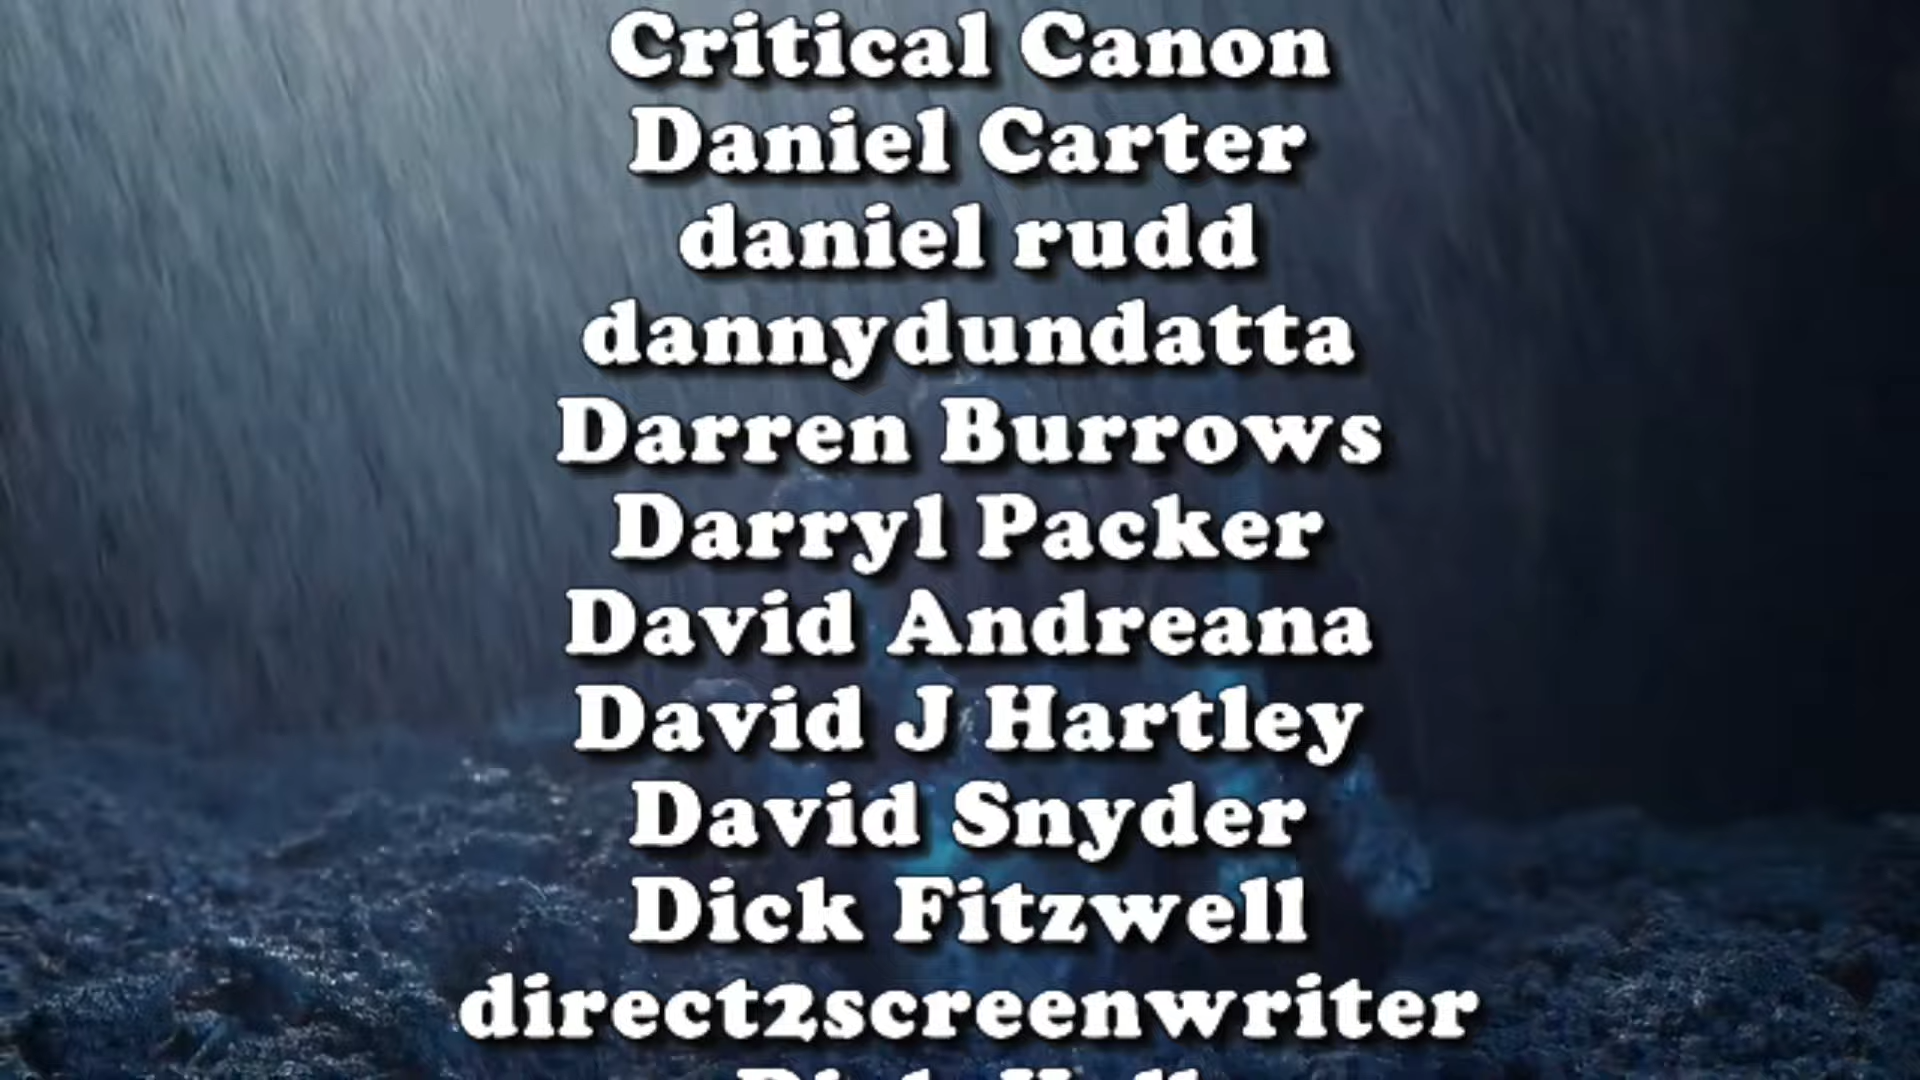 Critical Canon
Daniel Carter
daniel rudd
dannydundatta
Darren Burrows
Darryl Packer
David Andreana
David J Hartley
David Snyder
Dick Fitzwell
direct2screenwriter